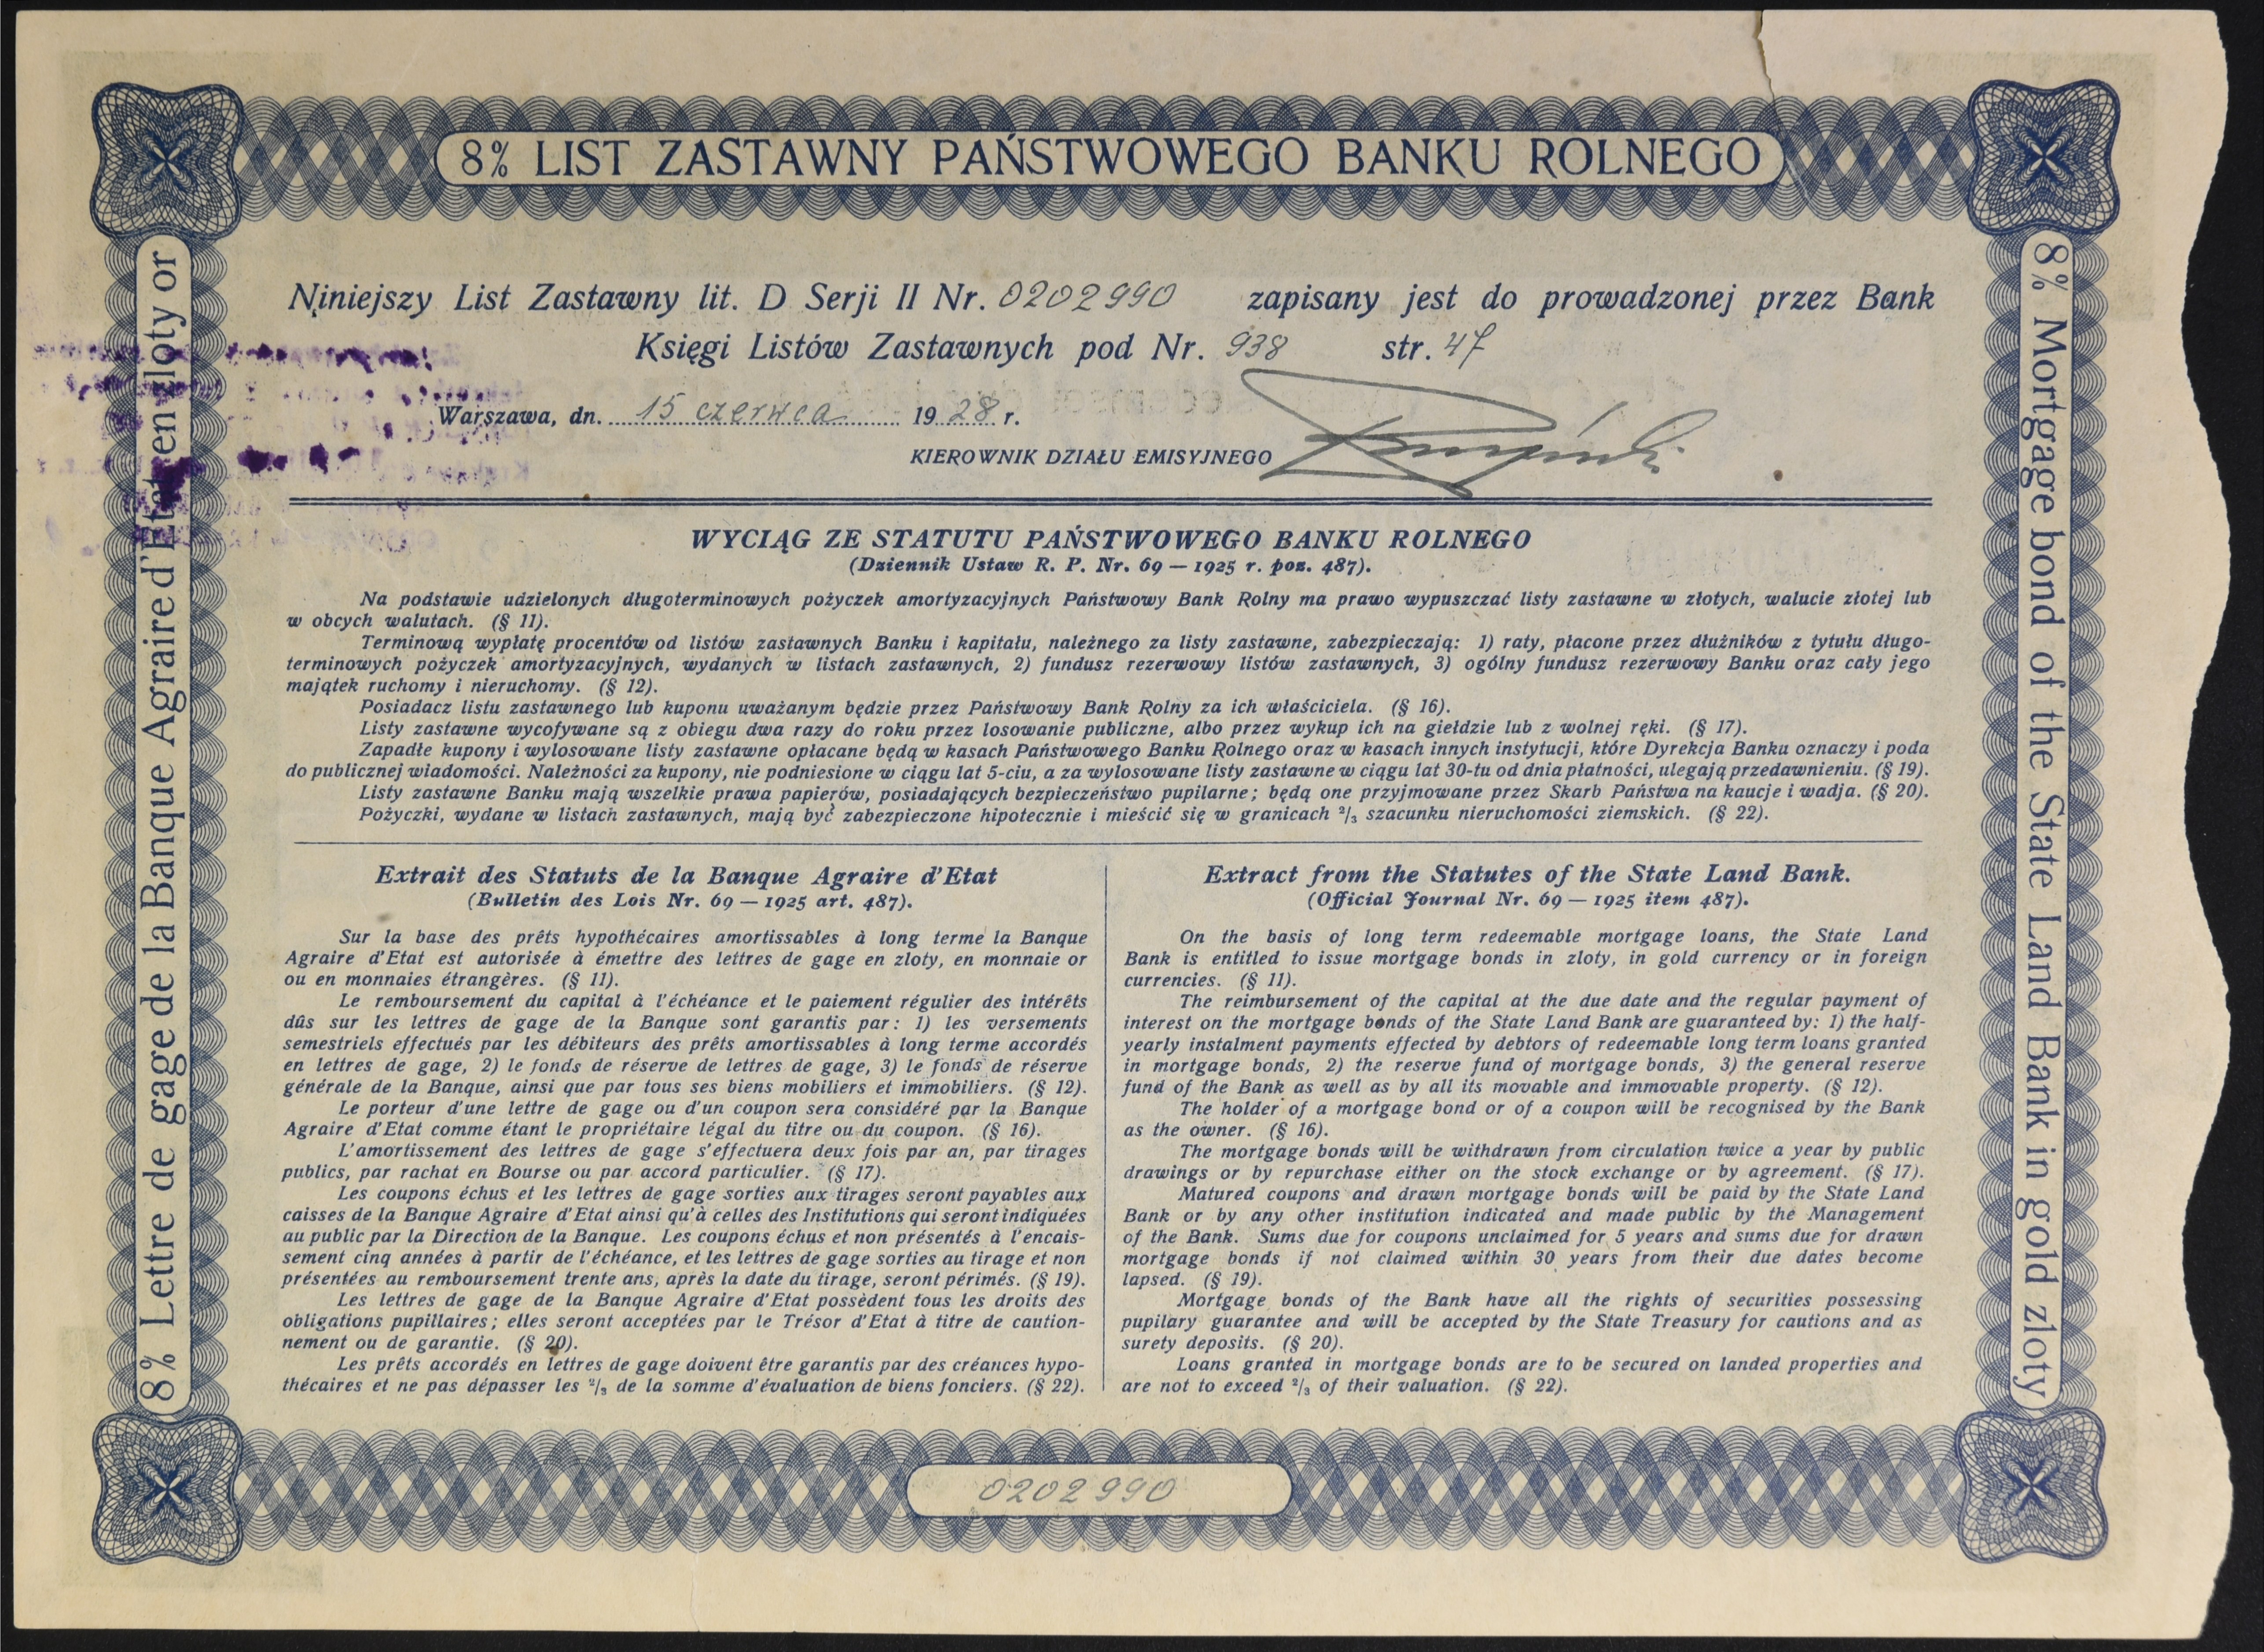 8% LIST ZASTAWNY PAŃSTWOWEGO BANKU ROLNEGO
8% Lettre de gage de la Banque Agraire d'Etat en zloty or
8% Mortgage bond of the State Land Bank in gold zloty
Niniejszy List Zastawny lit. D Serji II Nr. 0202990 zapisany jest do prowadzonej przez Bank
Księgi Listów Zastawnych pod Nr. 938 str. 47
Warszawa, dn. 15 czerwca 1928 r.
KIEROWNIK DZIAŁU EMISYJNEGO
WYCIĄG ZE STATUTU PAŃSTWOWEGO BANKU ROLNEGO
(Dziennik Ustaw R. P. Nr. 69 — 1925 r. poz. 487).
Na podstawie udzielonych długoterminowych pożyczek amortyzacyjnych Państwowy Bank Rolny ma prawo wypuszczać listy zastawne w złotych, walucie złotej lub
w obcych walutach. (§ 11).
Terminową wypłatę procentów od listów zastawnych Banku i kapitału, należnego za listy zastawne, zabezpieczają: 1) raty, płacone przez dłużników z tytułu długo-
terminowych pożyczek amortyzacyjnych, wydanych w listach zastawnych, 2) fundusz rezerwowy listów zastawnych, 3) ogólny fundusz rezerwowy Banku oraz cały jego
majątek ruchomy i nieruchomy. (§ 12).
Posiadacz listu zastawnego lub kuponu uważanym będzie przez Państwowy Bank Rolny za ich właściciela. (§ 16).
Listy zastawne wycofywane są z obiegu dwa razy do roku przez losowanie publiczne, albo przez wykup ich na giełdzie lub z wolnej ręki. (§ 17).
Zapadłe kupony i wylosowane listy zastawne opłacane będą w kasach Państwowego Banku Rolnego oraz w kasach innych instytucji, które Dyrekcja Banku oznaczy i poda
do publicznej wiadomości. Należności za kupony, nie podniesione w ciągu lat 5-ciu, a za wylosowane listy zastawne w ciągu lat 30-tu od dnia płatności, ulegają przedawnieniu. (§ 19).
Listy zastawne Banku mają wszelkie prawa papierów, posiadających bezpieczeństwo pupilarne; będą one przyjmowane przez Skarb Państwa na kaucje i wadja. (§ 20).
Pożyczki, wydane w listach zastawnych, mają być zabezpieczone hipotecznie i mieścić się w granicach ²/₃ szacunku nieruchomości ziemskich. (§ 22).
Extrait des Statuts de la Banque Agraire d'Etat
(Bulletin des Lois Nr. 69 — 1925 art. 487).
Sur la base des prêts hypothécaires amortissables à long terme la Banque
Agraire d'Etat est autorisée à émettre des lettres de gage en zloty, en monnaie or
ou en monnaies étrangères. (§ 11).
Le remboursement du capital à l'échéance et le paiement régulier des intérêts
dûs sur les lettres de gage de la Banque sont garantis par: 1) les versements
semestriels effectués par les débiteurs des prêts amortissables à long terme accordés
en lettres de gage, 2) le fonds de réserve de lettres de gage, 3) le fonds de réserve
générale de la Banque, ainsi que par tous ses biens mobiliers et immobiliers. (§ 12).
Le porteur d'une lettre de gage ou d'un coupon sera considéré par la Banque
Agraire d'Etat comme étant le propriétaire légal du titre ou du coupon. (§ 16).
L'amortissement des lettres de gage s'effectuera deux fois par an, par tirages
publics, par rachat en Bourse ou par accord particulier. (§ 17).
Les coupons échus et les lettres de gage sorties aux tirages seront payables aux
caisses de la Banque Agraire d'Etat ainsi qu'à celles des Institutions qui seront indiquées
au public par la Direction de la Banque. Les coupons échus et non présentés à l'encais-
sement cinq années à partir de l'échéance, et les lettres de gage sorties au tirage et non
présentées au remboursement trente ans, après la date du tirage, seront périmés. (§ 19).
Les lettres de gage de la Banque Agraire d'Etat possèdent tous les droits des
obligations pupillaires; elles seront acceptées par le Trésor d'Etat à titre de caution-
nement ou de garantie. (§ 20).
Les prêts accordés en lettres de gage doivent être garantis par des créances hypo-
thécaires et ne pas dépasser les ²/₃ de la somme d'évaluation de biens fonciers. (§ 22).
Extract from the Statutes of the State Land Bank.
(Official Journal Nr. 69 — 1925 item 487).
On the basis of long term redeemable mortgage loans, the State Land
Bank is entitled to issue mortgage bonds in zloty, in gold currency or in foreign
currencies. (§ 11).
The reimbursement of the capital at the due date and the regular payment of
interest on the mortgage bonds of the State Land Bank are guaranteed by: 1) the half-
yearly instalment payments effected by debtors of redeemable long term loans granted
in mortgage bonds, 2) the reserve fund of mortgage bonds, 3) the general reserve
fund of the Bank as well as by all its movable and immovable property. (§ 12).
The holder of a mortgage bond or of a coupon will be recognised by the Bank
as the owner. (§ 16).
The mortgage bonds will be withdrawn from circulation twice a year by public
drawings or by repurchase either on the stock exchange or by agreement. (§ 17).
Matured coupons and drawn mortgage bonds will be paid by the State Land
Bank or by any other institution indicated and made public by the Management
of the Bank. Sums due for coupons unclaimed for 5 years and sums due for drawn
mortgage bonds if not claimed within 30 years from their due dates become
lapsed. (§ 19).
Mortgage bonds of the Bank have all the rights of securities possessing
pupilary guarantee and will be accepted by the State Treasury for cautions and as
surety deposits. (§ 20).
Loans granted in mortgage bonds are to be secured on landed properties and
are not to exceed ²/₃ of their valuation. (§ 22).
0202990